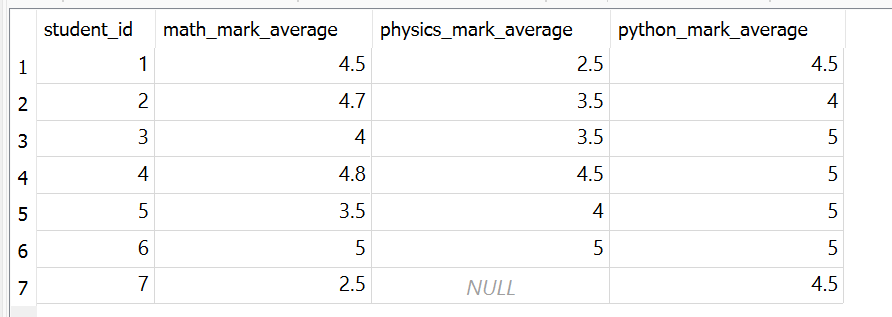 student_id math_mark_average physics_mark_average python_mark_average
1 1 4.5 2.5 4.5
2 2 4.7 3.5 4
3 3 4 3.5 5
4 4 4.8 4.5 5
5 5 3.5 4 5
6 6 5 5 5
7 7 2.5 NULL 4.5